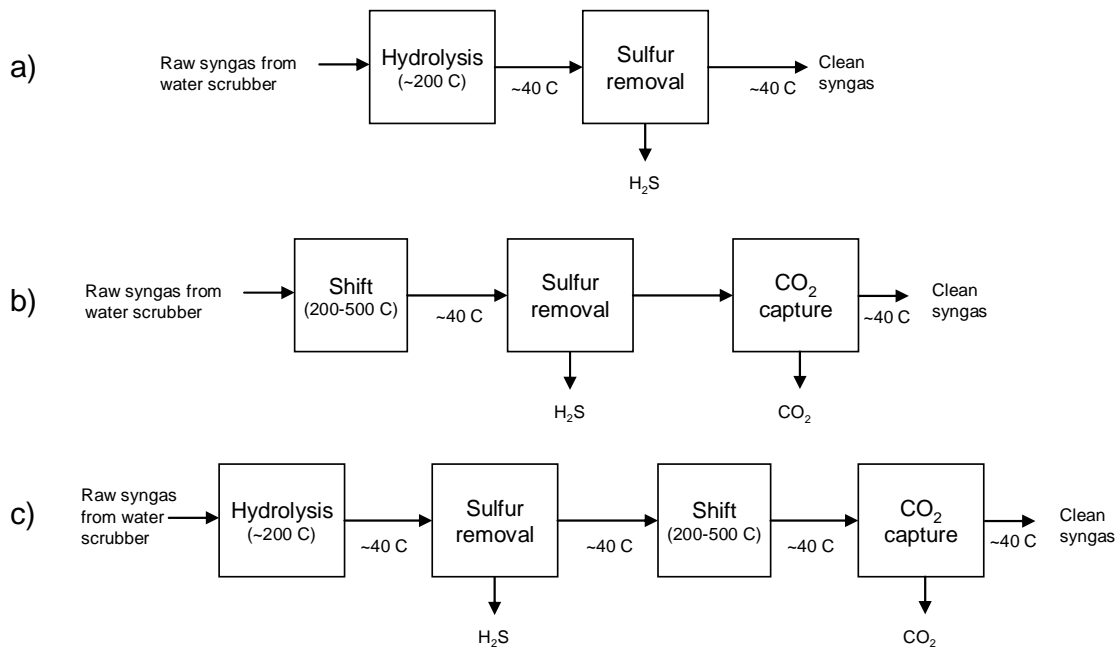 a)
Raw syngas from
water scrubber
Hydrolysis
(~200 C)
~40 C
Sulfur
removal
~40 C
Clean
syngas
H₂S
b)
Raw syngas from
water scrubber
Shift
(200-500 C)
~40 C
Sulfur
removal
CO₂
capture
~40 C
Clean
syngas
H₂S
CO₂
c)
Raw syngas
from water
scrubber
Hydrolysis
(~200 C)
~40 C
Sulfur
removal
~40 C
Shift
(200-500 C)
~40 C
CO₂
capture
~40 C
Clean
syngas
H₂S
CO₂